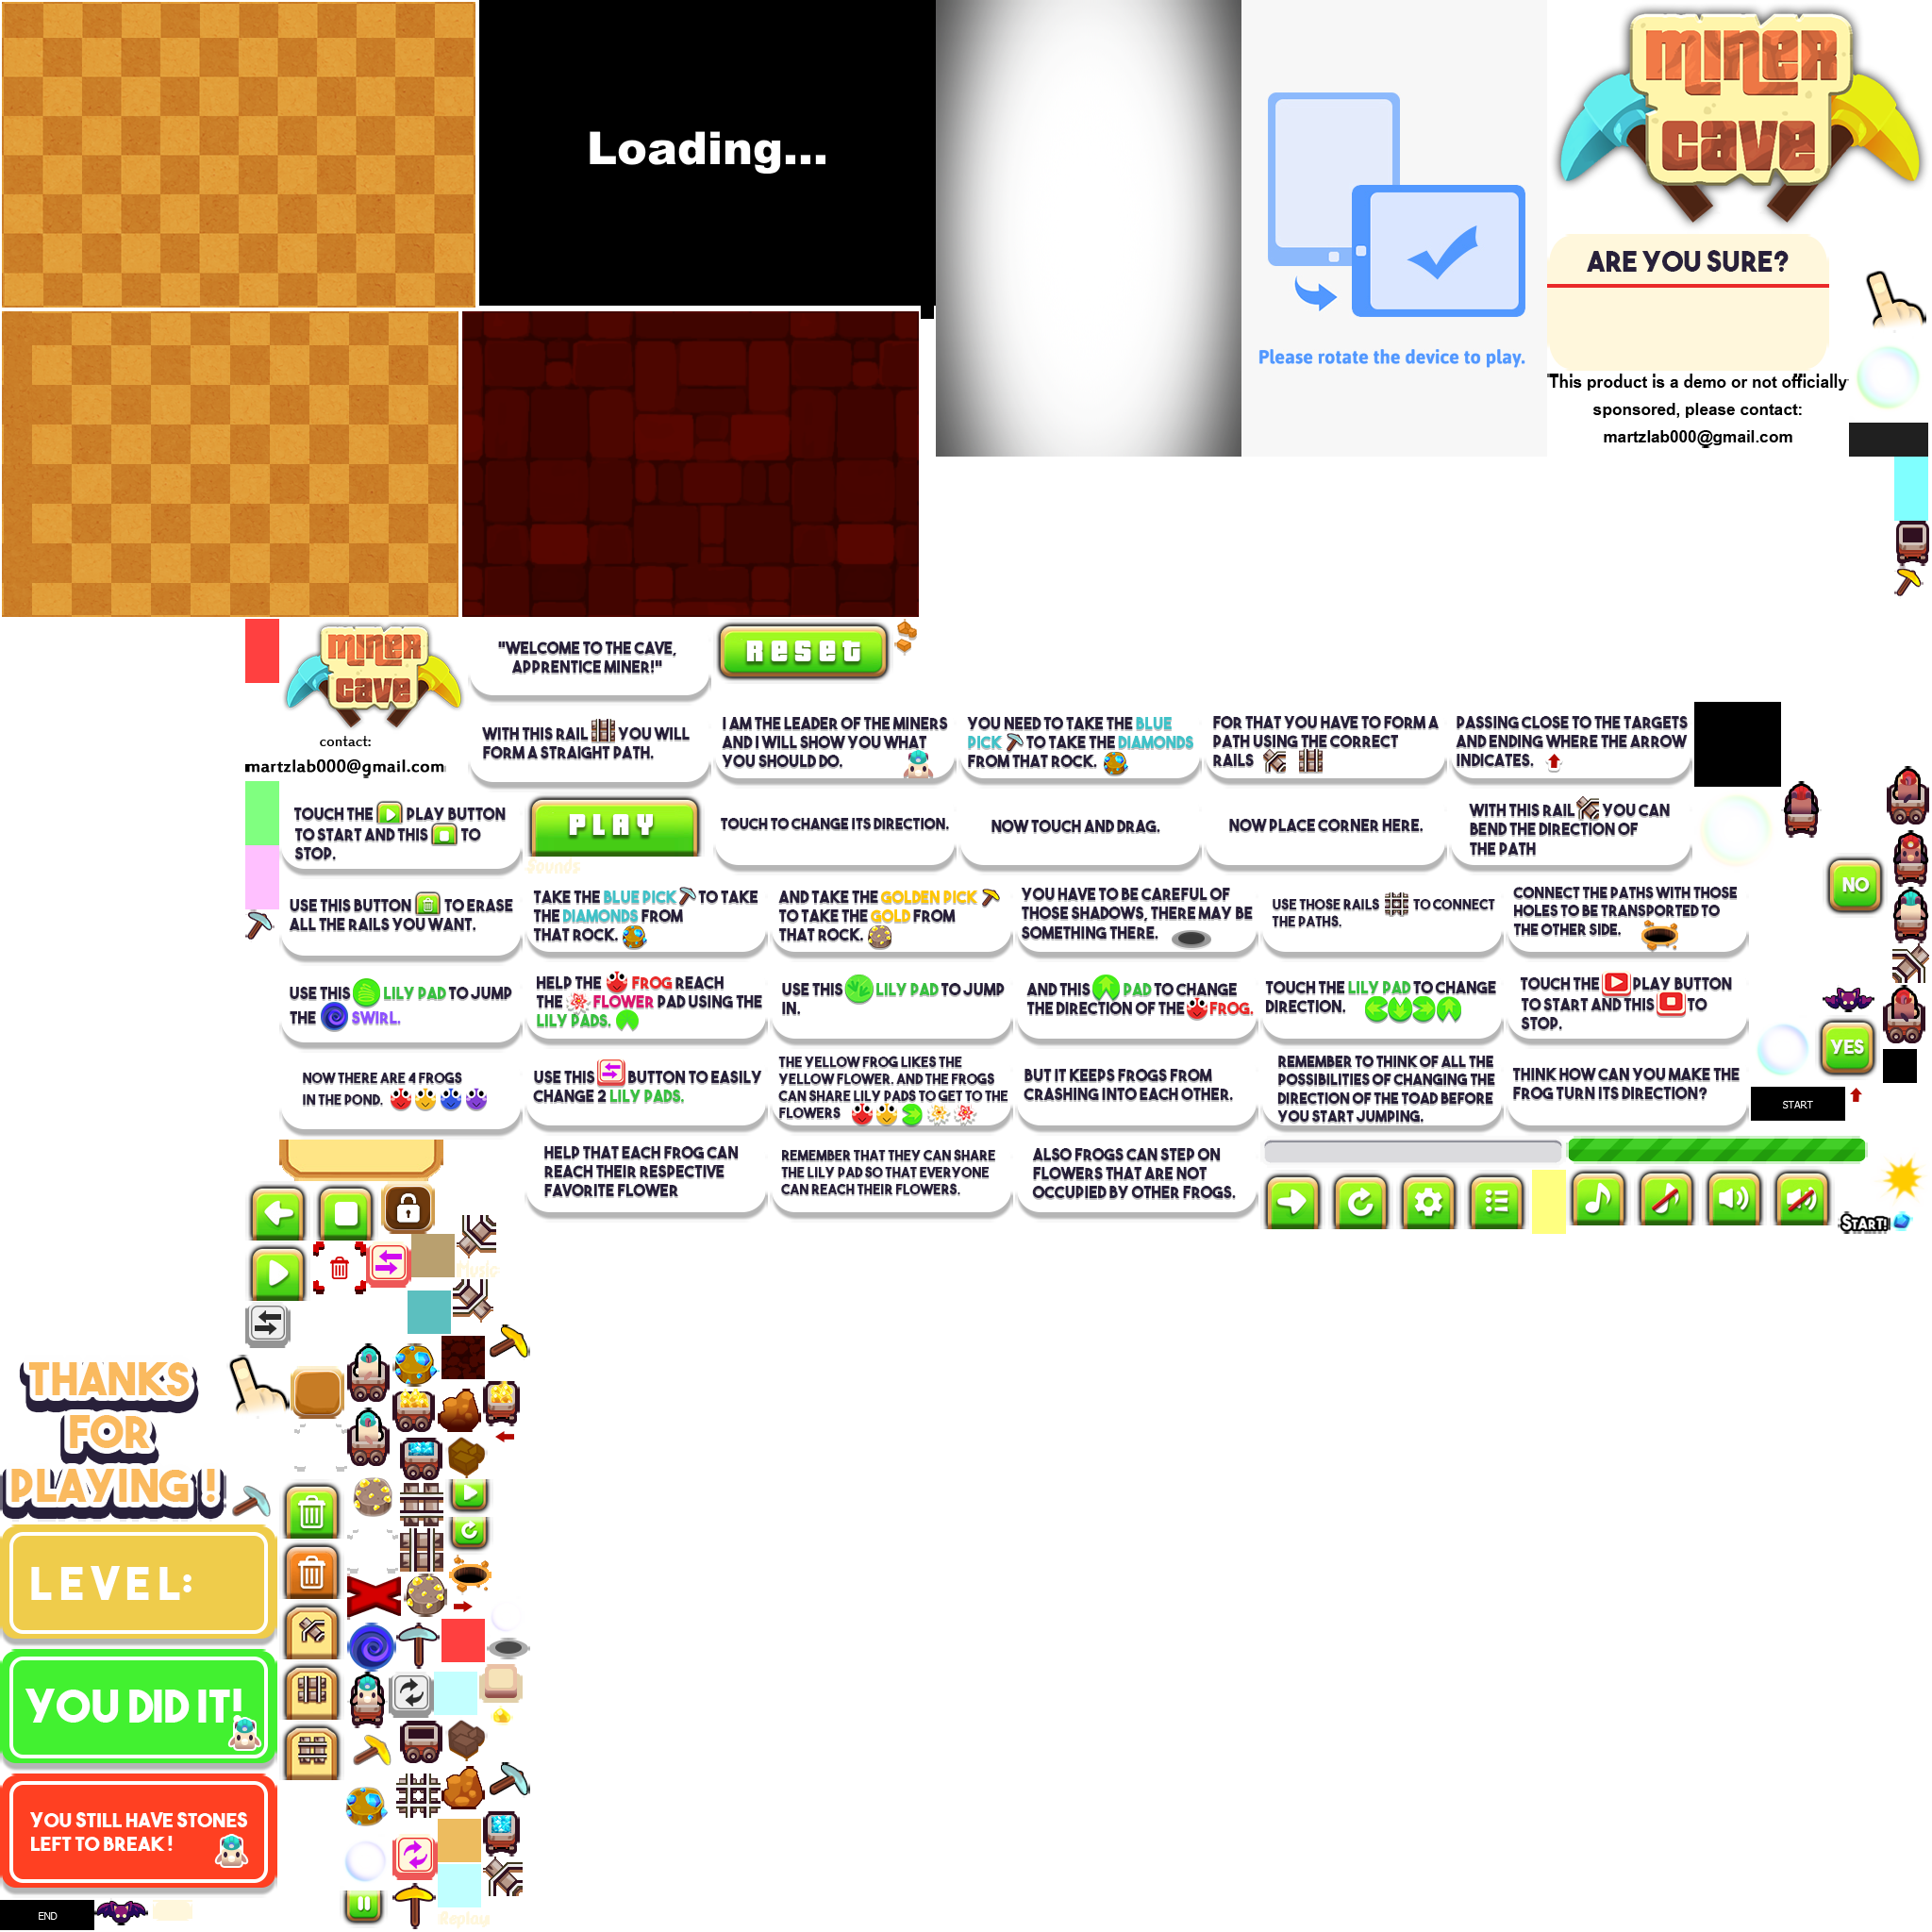 MINER
CAVE
Loading...
ARE YOU SURE?
Please rotate the device to play.
This product is a demo or not officially
sponsored, please contact:
martzlab000@gmail.com
MINER
CAVE
contact:
martzlab000@gmail.com
"WELCOME TO THE CAVE,
APPRENTICE MINER!"
RESET
WITH THIS RAIL YOU WILL
FORM A STRAIGHT PATH.
I AM THE LEADER OF THE MINERS
AND I WILL SHOW YOU WHAT
YOU SHOULD DO.
YOU NEED TO TAKE THE BLUE
PICK TO TAKE THE DIAMONDS
FROM THAT ROCK.
FOR THAT YOU HAVE TO FORM A
PATH USING THE CORRECT
RAILS
PASSING CLOSE TO THE TARGETS
AND ENDING WHERE THE ARROW
INDICATES.
TOUCH THE PLAY BUTTON
TO START AND THIS TO
STOP.
PLAY
Sounds
TOUCH TO CHANGE ITS DIRECTION.
NOW TOUCH AND DRAG.
NOW PLACE CORNER HERE.
WITH THIS RAIL YOU CAN
BEND THE DIRECTION OF
THE PATH
NO
USE THIS BUTTON TO ERASE
ALL THE RAILS YOU WANT.
TAKE THE BLUE PICK TO TAKE
THE DIAMONDS FROM
THAT ROCK.
AND TAKE THE GOLDEN PICK
TO TAKE THE GOLD FROM
THAT ROCK.
YOU HAVE TO BE CAREFUL OF
THOSE SHADOWS, THERE MAY BE
SOMETHING THERE.
USE THOSE RAILS TO CONNECT
THE PATHS.
CONNECT THE PATHS WITH THOSE
HOLES TO BE TRANSPORTED TO
THE OTHER SIDE.
USE THIS LILY PAD TO JUMP
THE SWIRL.
HELP THE FROG REACH
THE FLOWER PAD USING THE
LILY PADS.
USE THIS LILY PAD TO JUMP
IN.
AND THIS PAD TO CHANGE
THE DIRECTION OF THE FROG.
TOUCH THE LILY PAD TO CHANGE
DIRECTION.
TOUCH THE PLAY BUTTON
TO START AND THIS TO
STOP.
YES
NOW THERE ARE 4 FROGS
IN THE POND.
USE THIS BUTTON TO EASILY
CHANGE 2 LILY PADS.
THE YELLOW FROG LIKES THE
YELLOW FLOWER. AND THE FROGS
CAN SHARE LILY PADS TO GET TO THE
FLOWERS
BUT IT KEEPS FROGS FROM
CRASHING INTO EACH OTHER.
REMEMBER TO THINK OF ALL THE
POSSIBILITIES OF CHANGING THE
DIRECTION OF THE TOAD BEFORE
YOU START JUMPING.
THINK HOW CAN YOU MAKE THE
FROG TURN ITS DIRECTION?
START
HELP THAT EACH FROG CAN
REACH THEIR RESPECTIVE
FAVORITE FLOWER
REMEMBER THAT THEY CAN SHARE
THE LILY PAD SO THAT EVERYONE
CAN REACH THEIR FLOWERS.
ALSO FROGS CAN STEP ON
FLOWERS THAT ARE NOT
OCCUPIED BY OTHER FROGS.
START!
Music
THANKS
FOR
PLAYING !
LEVEL:
YOU DID IT!
YOU STILL HAVE STONES
LEFT TO BREAK !
END
Replay